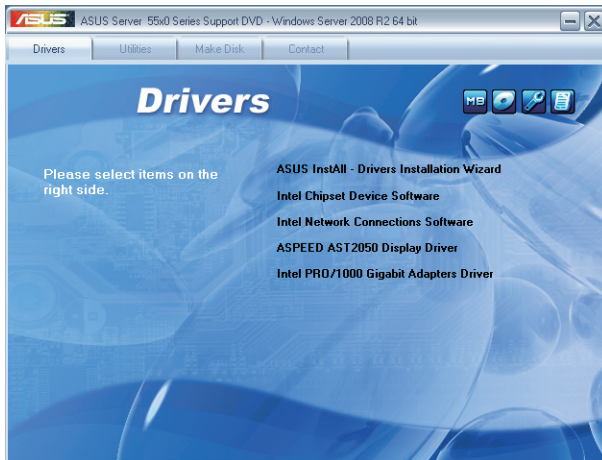 ASUS ASUS Server 55x0 Series Support DVD - Windows Server 2008 R2 64 bit
Drivers Utilities Make Disk Contact
Drivers
MB
Please select items on the
right side.
ASUS InstAll - Drivers Installation Wizard
Intel Chipset Device Software
Intel Network Connections Software
ASPEED AST2050 Display Driver
Intel PRO/1000 Gigabit Adapters Driver